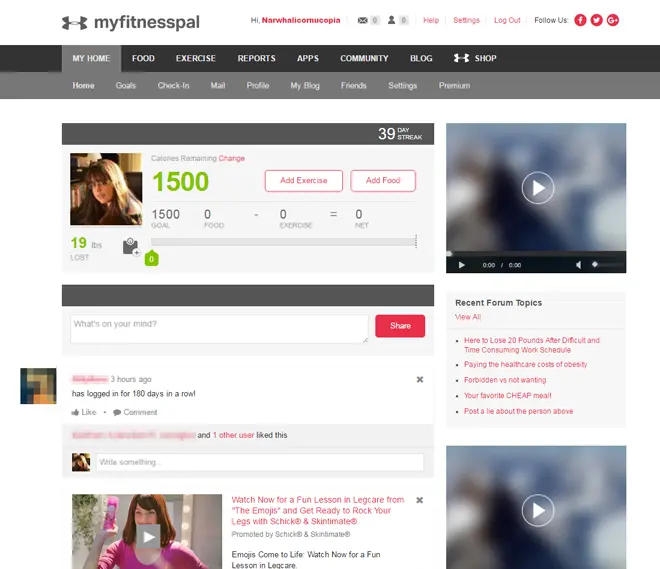 myfitnesspal
Hi, Narwhalicornucopia 0 0 Help Settings Log Out Follow Us:
MY HOME FOOD EXERCISE REPORTS APPS COMMUNITY BLOG SHOP
Home Goals Check-In Mail Profile My Blog Friends Settings Premium
39 DAY STREAK
Calories Remaining Change
1500
Add Exercise Add Food
1500 0 - 0 = 0
GOAL FOOD EXERCISE NET
19 lbs
LOST
0
0:00 / 0:00
What's on your mind?
Share
Recent Forum Topics
View All
Here to Lose 20 Pounds After Difficult and
Time Consuming Work Schedule
Paying the healthcare costs of obesity
Forbidden vs not wanting
Your favorite CHEAP meal!
Post a lie about the person above
3 hours ago
has logged in for 180 days in a row!
Like • Comment
and 1 other user liked this
Write something...
Watch Now for a Fun Lesson in Legcare from
"The Emojis" and Get Ready to Rock Your
Legs with Schick® & Skintimate®
Promoted by Schick® & Skintimate®
Emojis Come to Life: Watch Now for a Fun
Lesson in Legcare.